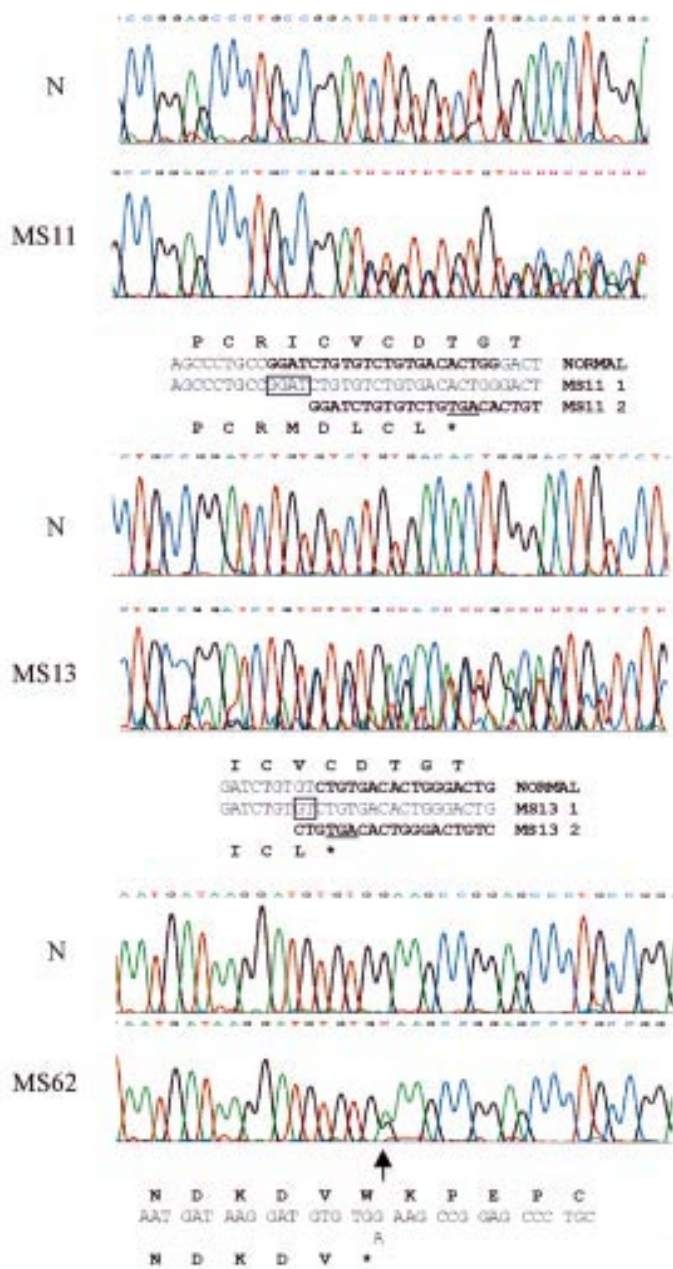 C C G G A G C C C T G C C G G A T C T G T G T C T G T G A C A C T G G G A
N
MS11
P C R I C V C D T G T
AGCCCTGCCGGATCTGTGTCTGTGACACTGGGACT NORMAL
AGCCCTGCCGGATCTGTGTCTGTGACACTGGGACT MS11 1
GGATCTGTGTCTGTGACACTGT MS11 2
P C R M D L C L *
N
MS13
I C V C D T G T
GATCTGTGTCTGTGACACTGGGACTG NORMAL
GATCTGTGTCTGTGACACTGGGACTG MS13 1
CTGTGACACTGGGACTGTC MS13 2
I C L *
A A T G A T A A G G A T G T G T G G A A G C C G G A G C C C T G C C G G
N
MS62
N D K D V W K P E P C
AAT GAT AAG GAT GTG TGG AAG CCG GAG CCC TGC
A
N D K D V *